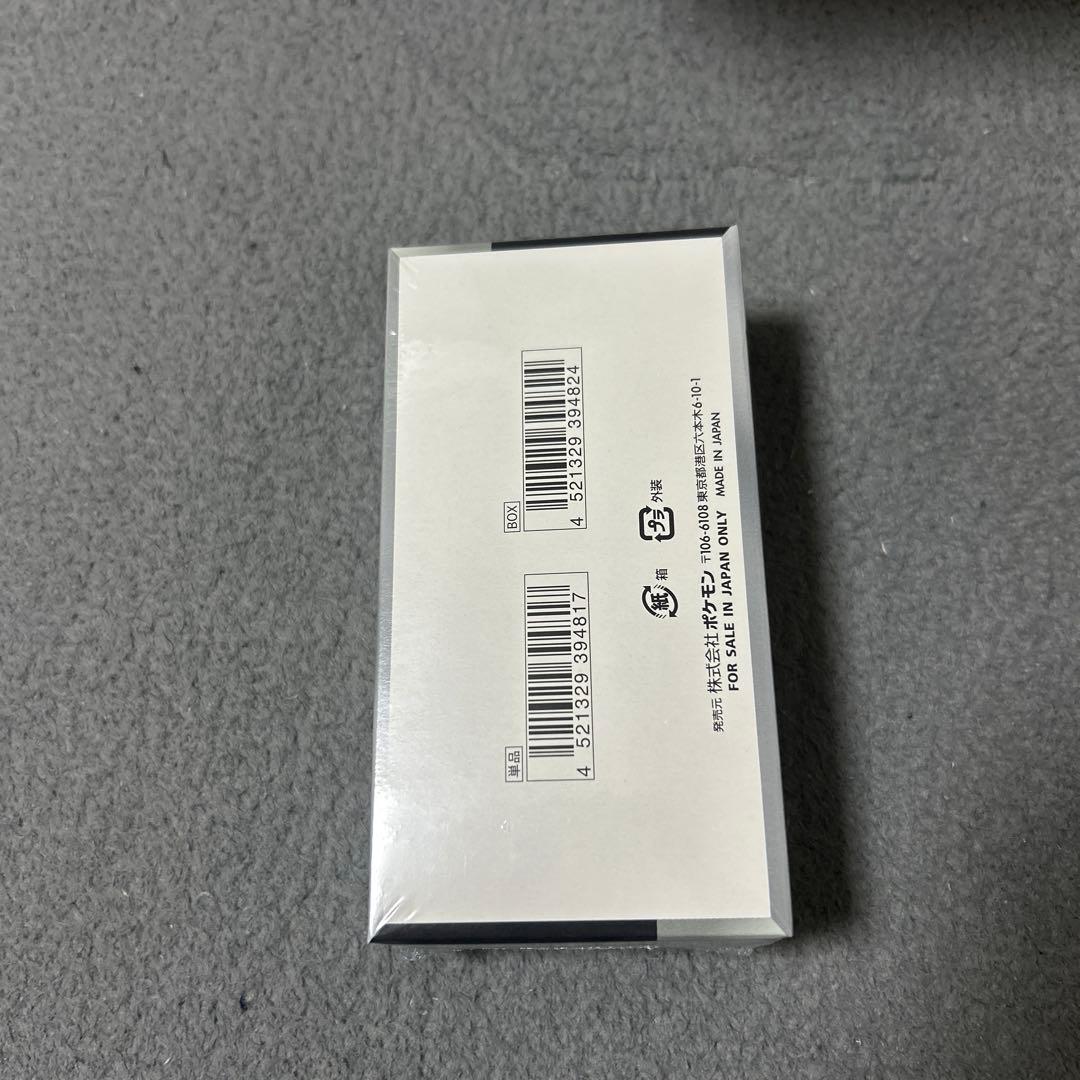 BOX
4 521329 394824
単品
4 521329 394817
紙 箱
プラ 外装
発売元 株式会社 ポケモン 〒106-6108 東京都港区六本木6-10-1
FOR SALE IN JAPAN ONLY MADE IN JAPAN